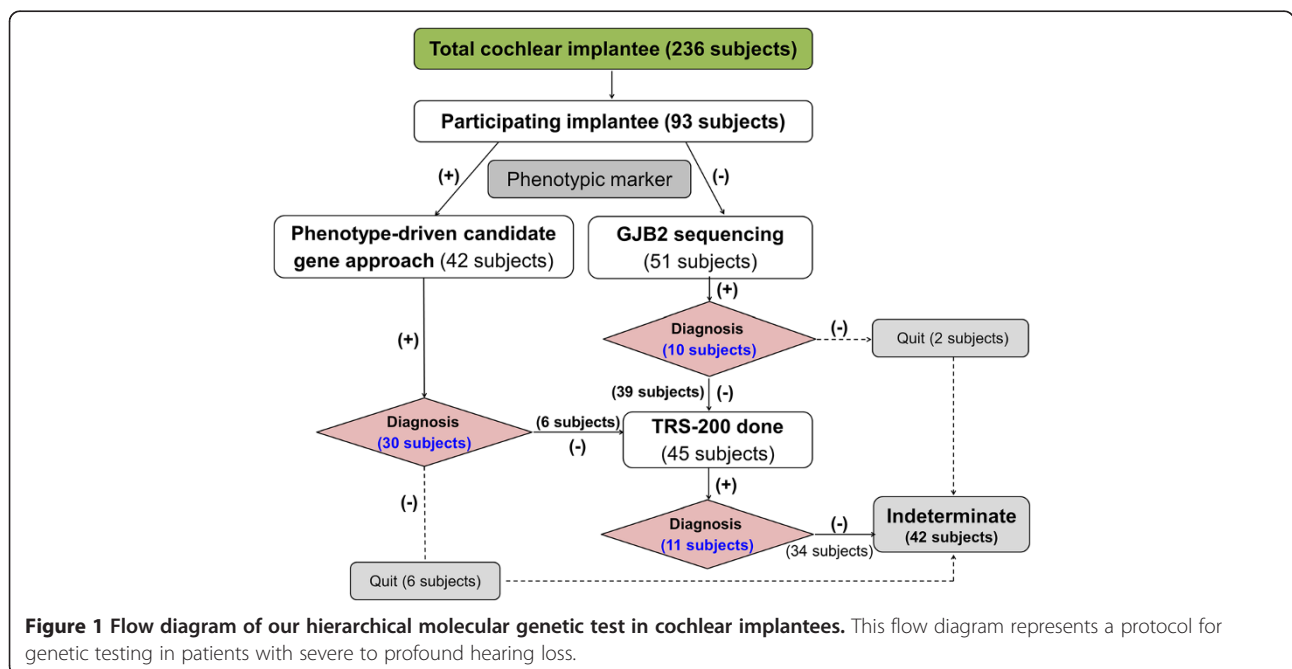 Total cochlear implantee (236 subjects)
Participating implantee (93 subjects)
(+)
Phenotypic marker
(-)
Phenotype-driven candidate
gene approach (42 subjects)
GJB2 sequencing
(51 subjects)
(+)
(+)
Diagnosis
(10 subjects)
(-)
Quit (2 subjects)
(39 subjects)
(-)
Diagnosis
(30 subjects)
(6 subjects)
(-)
TRS-200 done
(45 subjects)
(-)
(+)
Diagnosis
(11 subjects)
(-)
(34 subjects)
Indeterminate
(42 subjects)
Quit (6 subjects)
Figure 1 Flow diagram of our hierarchical molecular genetic test in cochlear implantees. This flow diagram represents a protocol for
genetic testing in patients with severe to profound hearing loss.